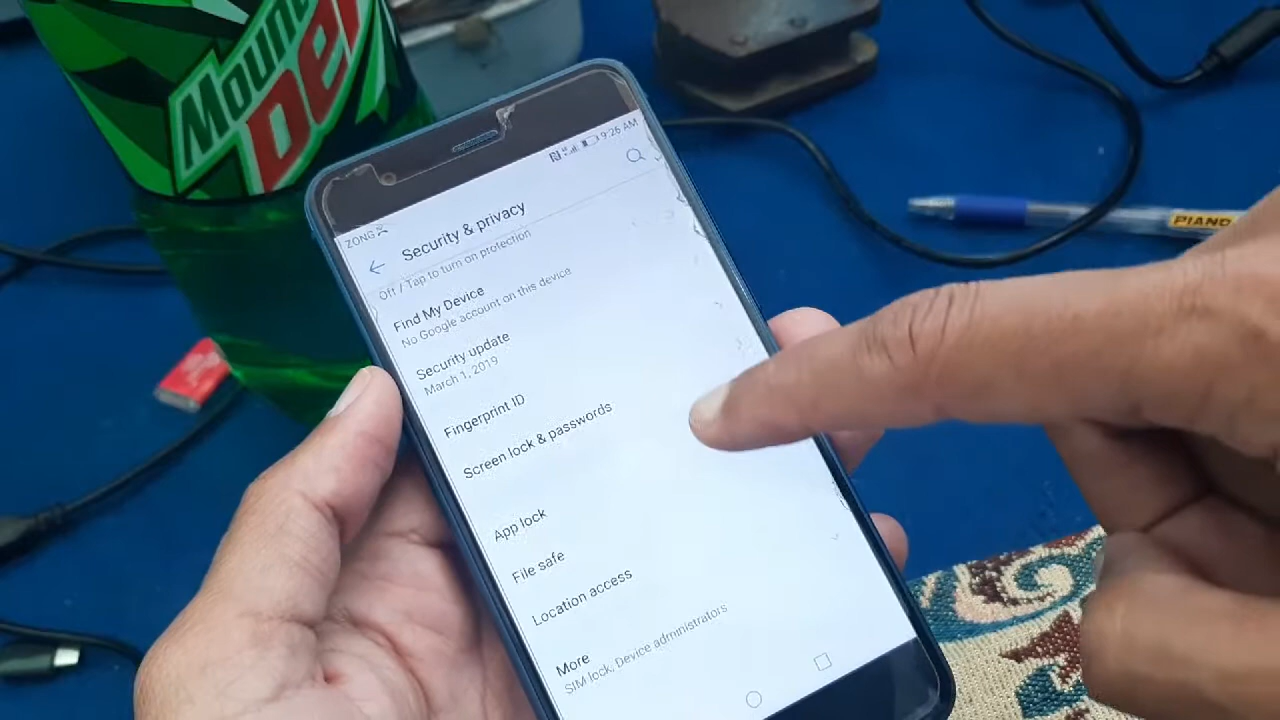 Mountain
Dew
PIANO
ZONG
9:26 AM
Security & privacy
Off / Tap to turn on protection
Find My Device
No Google account on this device
Security update
March 1, 2019
Fingerprint ID
Screen lock & passwords
App lock
File safe
Location access
More
SIM lock, Device administrators